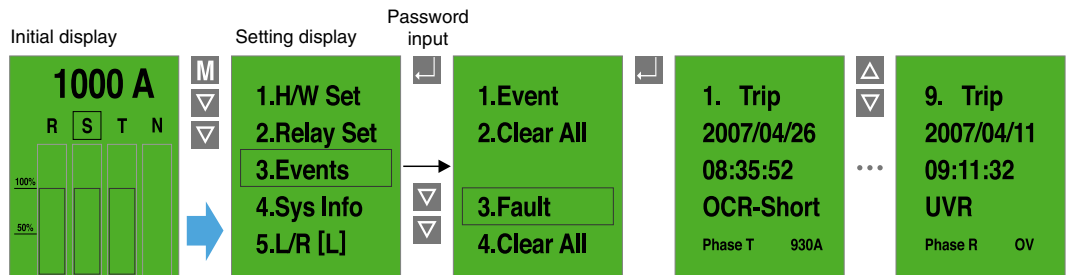 Password
input
Initial display
Setting display
1000 A
R S T N
100%
50%
M
1.H/W Set
2.Relay Set
3.Events
4.Sys Info
5.L/R [L]
1.Event
2.Clear All
3.Fault
4.Clear All
1. Trip
2007/04/26
08:35:52
OCR-Short
Phase T 930A
...
9. Trip
2007/04/11
09:11:32
UVR
Phase R OV